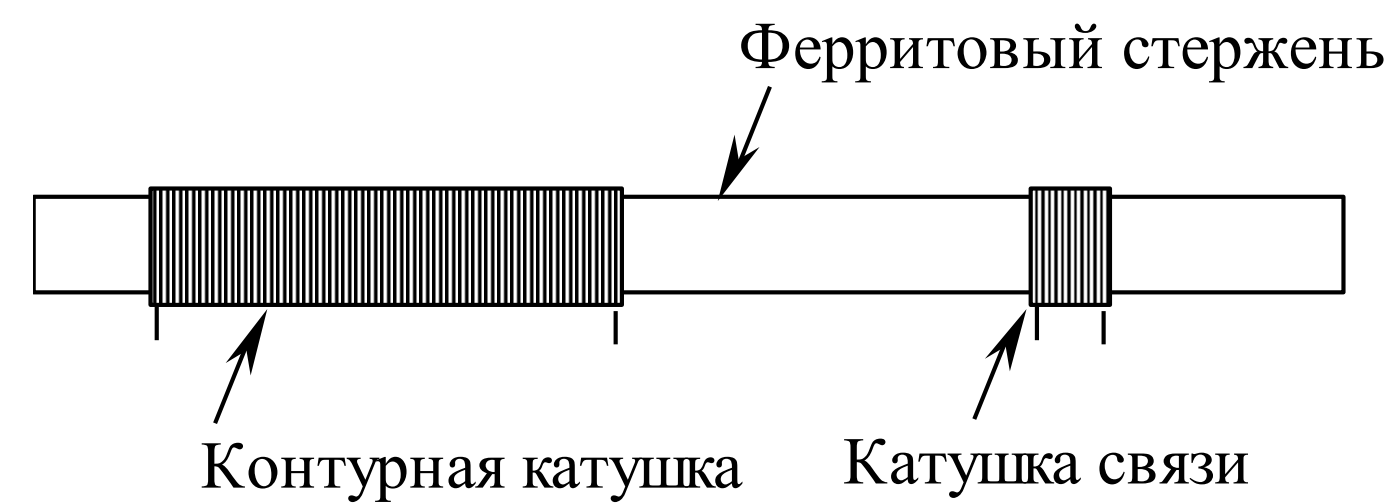 Ферритовый стержень
Контурная катушка
Катушка связи